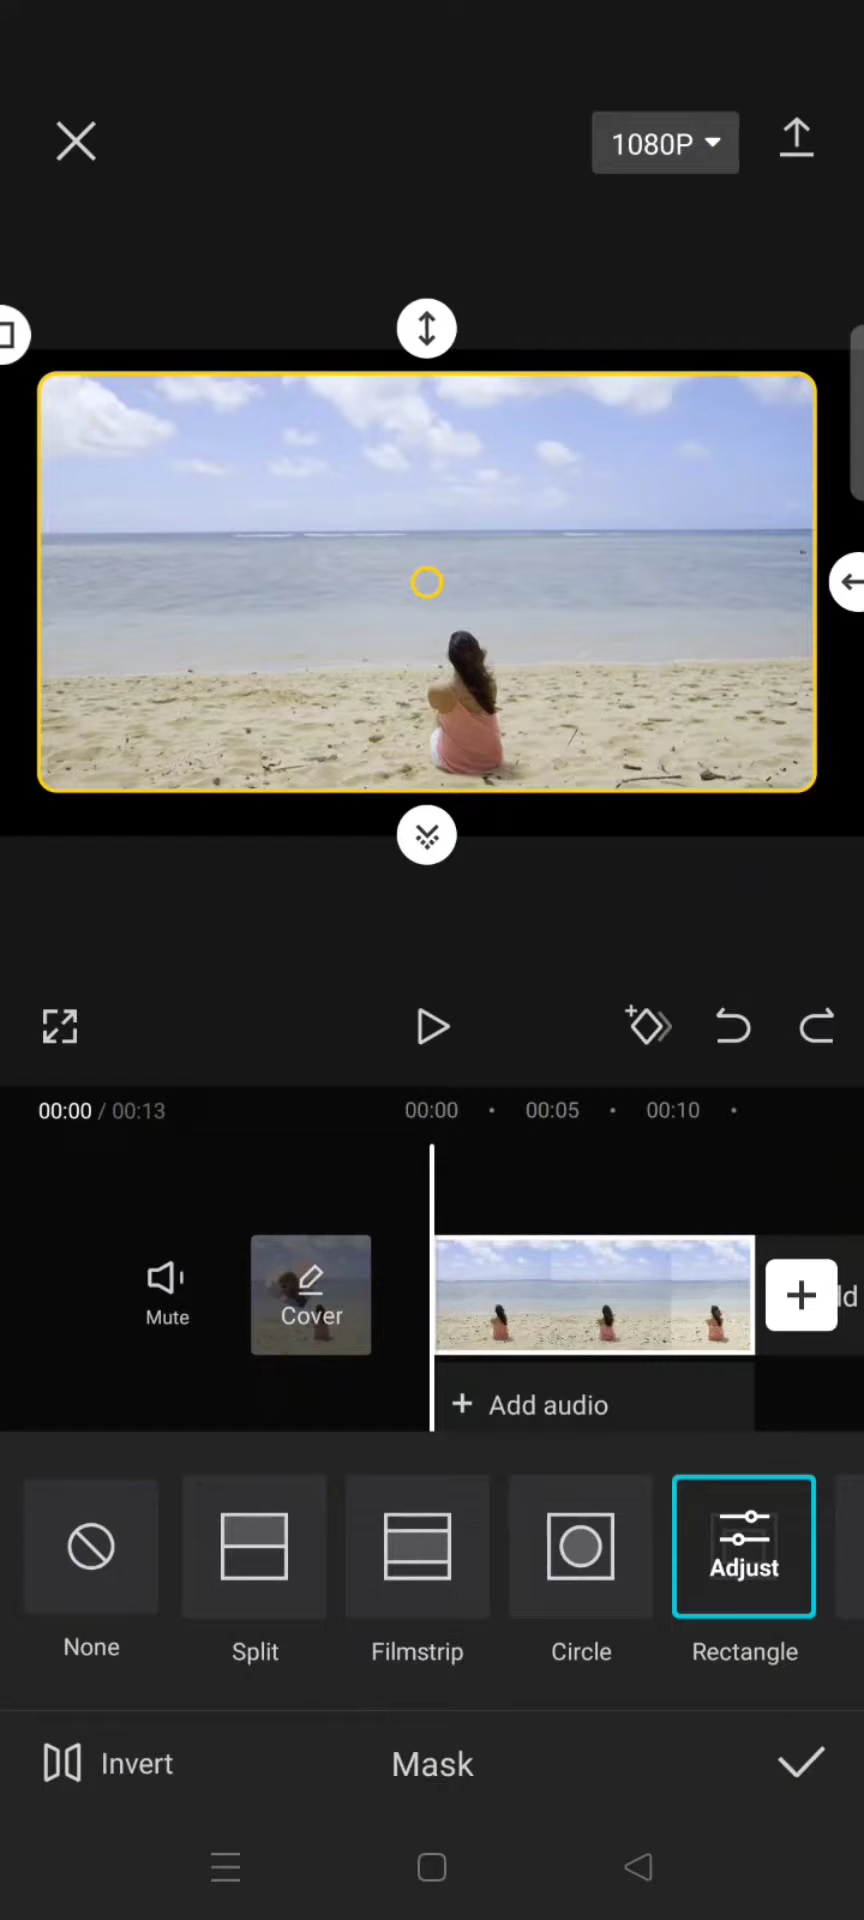 1080P
00:00 / 00:13
00:00
00:05
00:10
Mute
Cover
ld
Add audio
Adjust
None
Split
Filmstrip
Circle
Rectangle
Invert
Mask